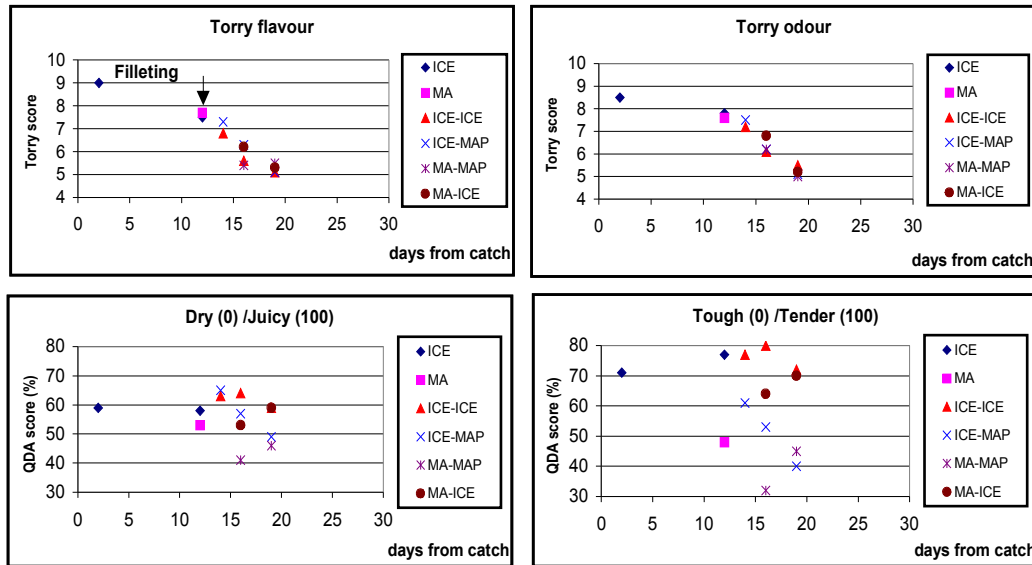 Torry flavour
Torry score
10
9
8
7
6
5
4
Filleting
0 5 10 15 20 25 30
days from catch
ICE
MA
ICE-ICE
ICE-MAP
MA-MAP
MA-ICE
Torry odour
Torry score
10
9
8
7
6
5
4
0 5 10 15 20 25 30
days from catch
ICE
MA
ICE-ICE
ICE-MAP
MA-MAP
MA-ICE
Dry (0) /Juicy (100)
QDA score (%)
80
70
60
50
40
30
0 5 10 15 20 25 30
days from catch
ICE
MA
ICE-ICE
ICE-MAP
MA-MAP
MA-ICE
Tough (0) /Tender (100)
QDA score (%)
80
70
60
50
40
30
0 5 10 15 20 25 30
days from catch
ICE
MA
ICE-ICE
ICE-MAP
MA-MAP
MA-ICE